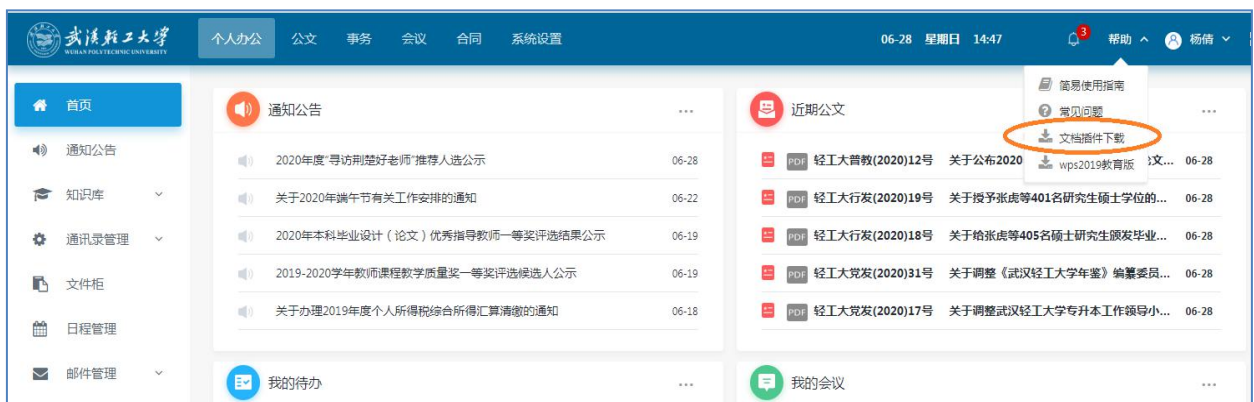 武汉轻工大学
WUHAN POLYTECHNIC UNIVERSITY
个人办公 公文 事务 会议 合同 系统设置 06-28 星期日 14:47 3 帮助 杨倩
简易使用指南
常见问题
文档插件下载
wps2019教育版
首页
通知公告
知识库
通讯录管理
文件柜
日程管理
邮件管理
通知公告 ...
2020年度“寻访荆楚好老师”推荐人选公示 06-28
关于2020年端午节有关工作安排的通知 06-22
2020年本科毕业设计（论文）优秀指导教师一等奖评选结果公示 06-19
2019-2020学年教师课程教学质量奖一等奖评选候选人公示 06-19
关于办理2019年度个人所得税综合所得汇算清缴的通知 06-18
近期公文 ...
PDF 轻工大普教(2020)12号 关于公布2020 论文... 06-28
PDF 轻工大行发(2020)19号 关于授予张虎等401名研究生硕士学位的... 06-28
PDF 轻工大行发(2020)18号 关于给张虎等405名硕士研究生颁发毕业... 06-28
PDF 轻工大党发(2020)31号 关于调整《武汉轻工大学年鉴》编纂委员... 06-28
PDF 轻工大党发(2020)17号 关于调整武汉轻工大学专升本工作领导小... 06-28
我的待办 ...
我的会议 ...